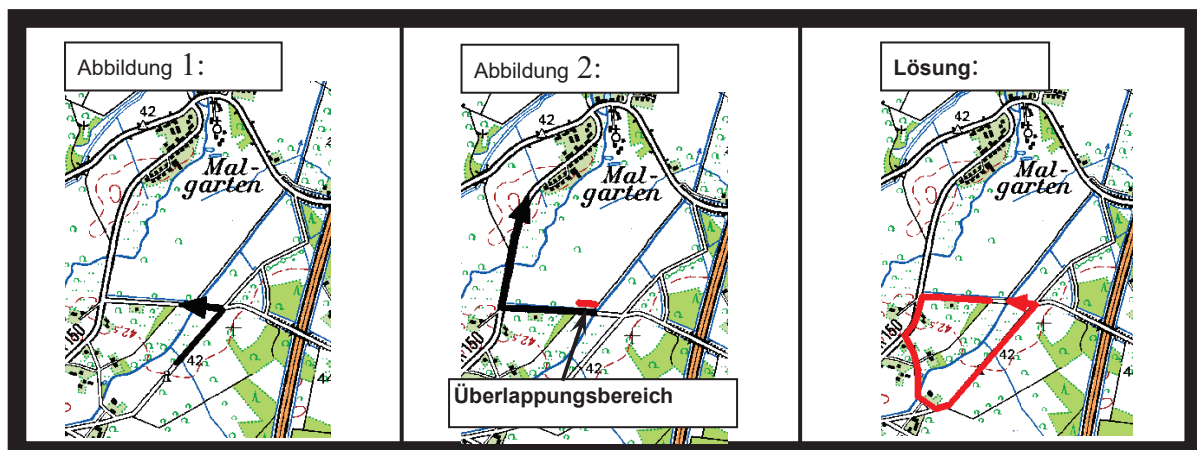 Abbildung 1:
42
Mal-
garten
150
42,5
42
Abbildung 2:
42
Mal-
garten
150
42,5
42
Überlappungsbereich
Lösung:
42
Mal-
garten
150
42,5
42